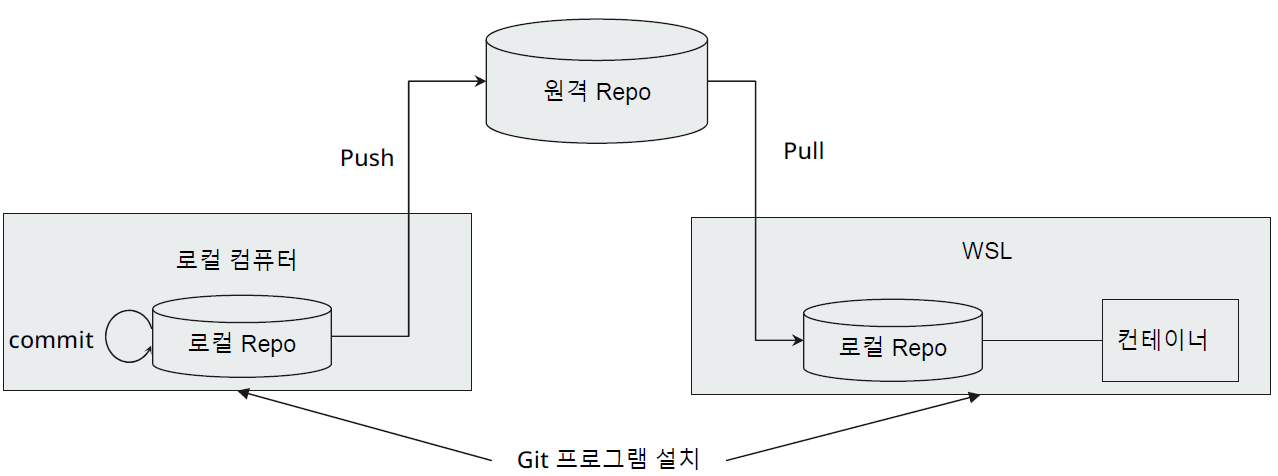 원격 Repo
Push
Pull
로컬 컴퓨터
WSL
commit
로컬 Repo
로컬 Repo
컨테이너
Git 프로그램 설치